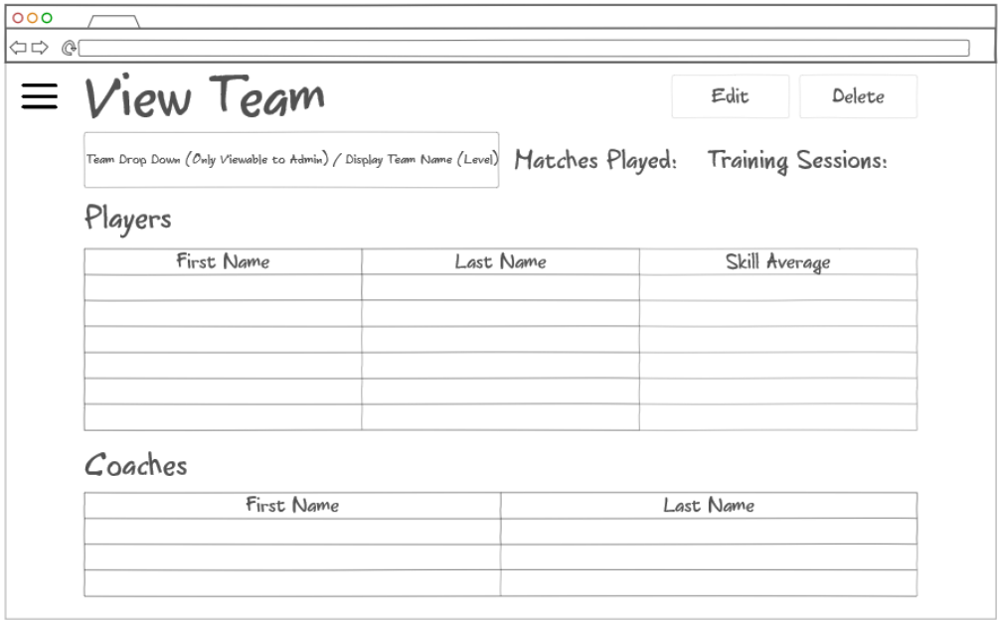 View Team
Edit
Delete
Team Drop Down (Only Viewable to Admin) / Display Team Name (Level)
Matches Played:
Training Sessions:
Players
First Name
Last Name
Skill Average
Coaches
First Name
Last Name